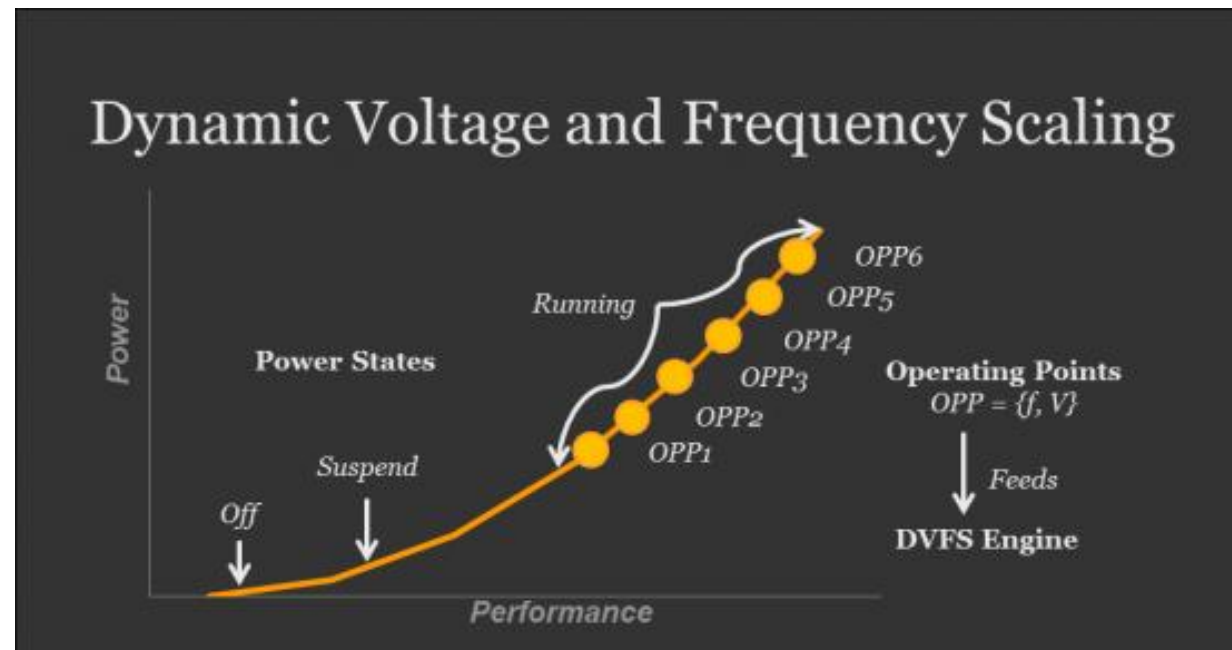 Dynamic Voltage and Frequency Scaling
Power
Power States
Off
Suspend
Running
OPP6
OPP5
OPP4
OPP3
OPP2
OPP1
Operating Points
OPP = {f, V}
Feeds
DVFS Engine
Performance